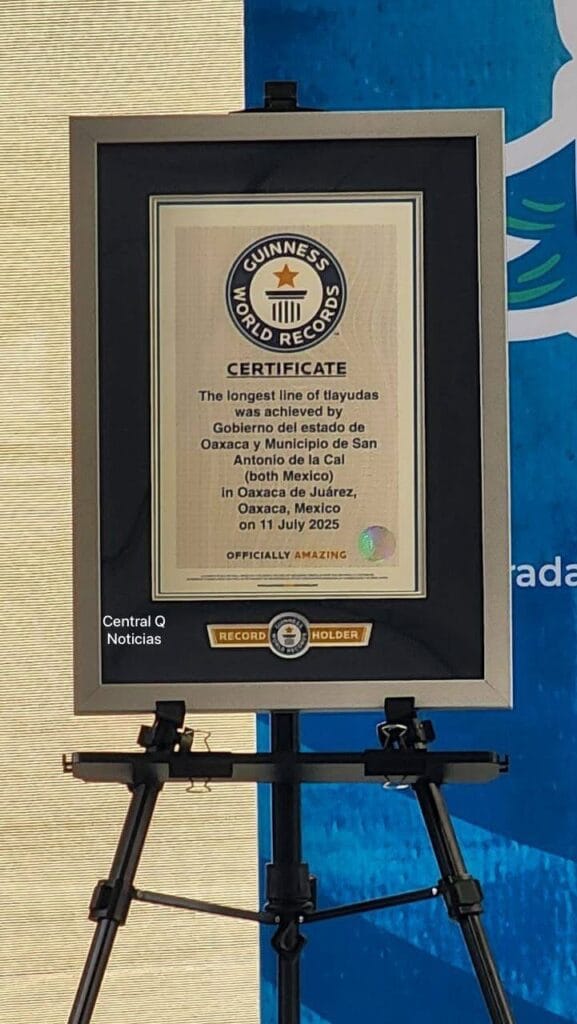 GUINNESS
WORLD RECORDS
CERTIFICATE
The longest line of tlayudas
was achieved by
Gobierno del estado de
Oaxaca y Municipio de San
Antonio de la Cal
(both Mexico)
in Oaxaca de Juárez,
Oaxaca, Mexico
on 11 July 2025
OFFICIALLY AMAZING
rada
Central Q
Noticias
RECORD HOLDER